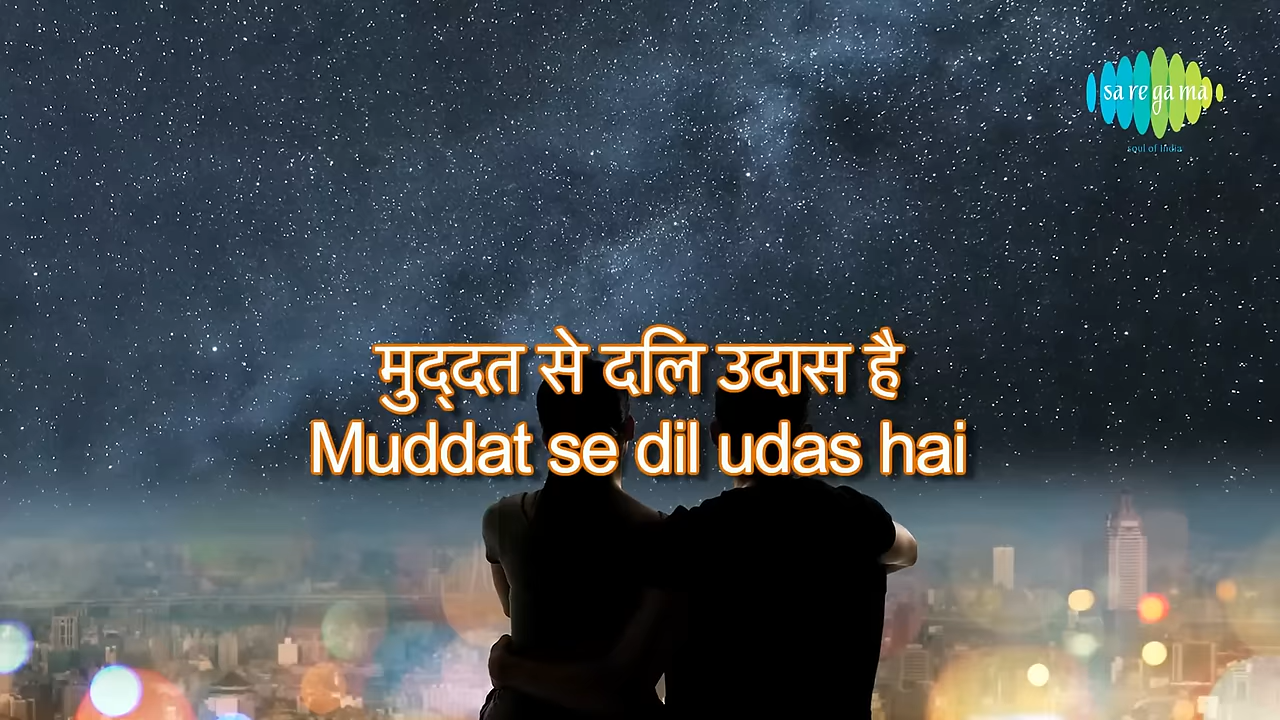 sa re ga ma
soul of India
मुद्दत से दलि उदास है
Muddat se dil udas hai